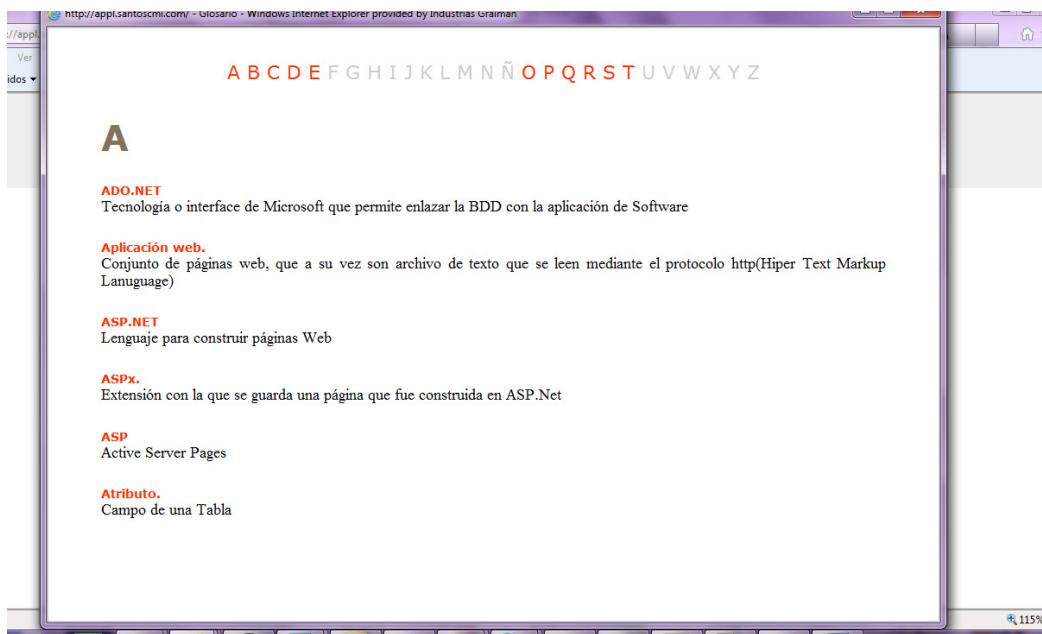 http://appl.santoscmi.com/ - Glosario - Windows Internet Explorer provided by Industrias Graiman
://appl.
Ver
idos
A B C D E F G H I J K L M N Ñ O P Q R S T U V W X Y Z
A
ADO.NET
Tecnología o interface de Microsoft que permite enlazar la BDD con la aplicación de Software
Aplicación web.
Conjunto de páginas web, que a su vez son archivo de texto que se leen mediante el protocolo http(Hiper Text Markup
Lanuguage)
ASP.NET
Lenguaje para construir páginas Web
ASPx.
Extensión con la que se guarda una página que fue construida en ASP.Net
ASP
Active Server Pages
Atributo.
Campo de una Tabla
115%